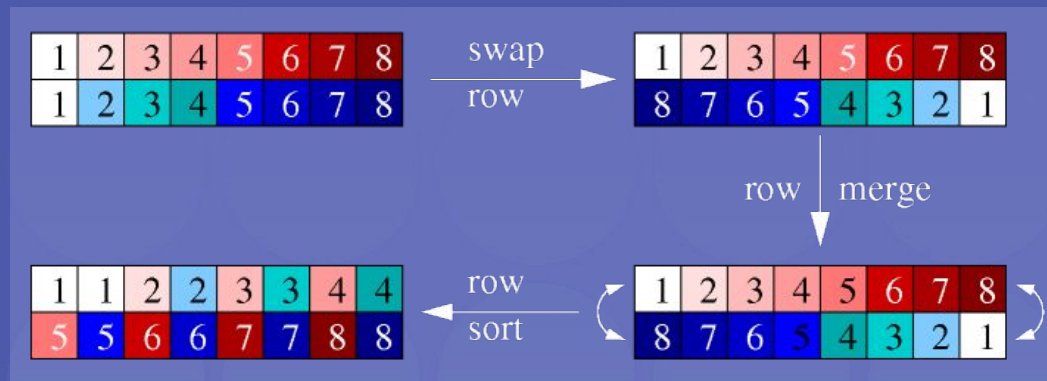 1 2 3 4 5 6 7 8
1 2 3 4 5 6 7 8
swap
row
1 2 3 4 5 6 7 8
8 7 6 5 4 3 2 1
row merge
1 2 3 4 5 6 7 8
8 7 6 5 4 3 2 1
row
sort
1 1 2 2 3 3 4 4
5 5 6 6 7 7 8 8